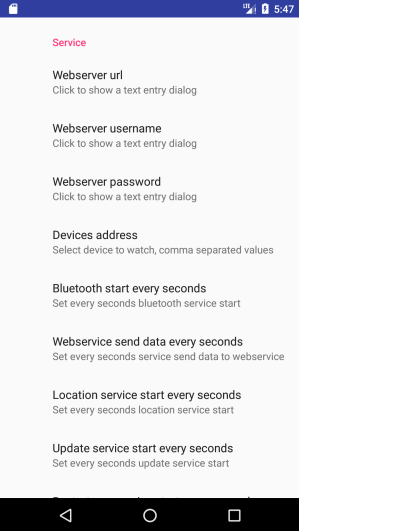 LTE 5:47
Service
Webserver url
Click to show a text entry dialog
Webserver username
Click to show a text entry dialog
Webserver password
Click to show a text entry dialog
Devices address
Select device to watch, comma separated values
Bluetooth start every seconds
Set every seconds bluetooth service start
Webservice send data every seconds
Set every seconds service send data to webservice
Location service start every seconds
Set every seconds location service start
Update service start every seconds
Set every seconds update service start